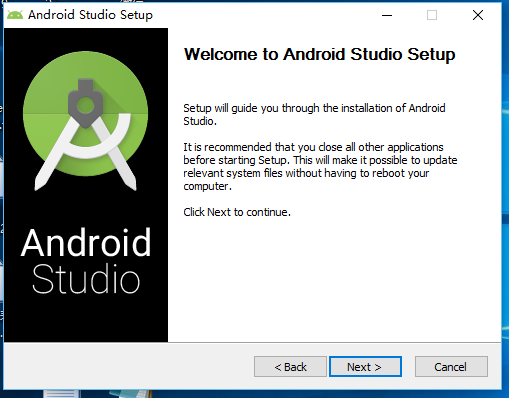 Android Studio Setup
Welcome to Android Studio Setup
Setup will guide you through the installation of Android
Studio.
It is recommended that you close all other applications
before starting Setup. This will make it possible to update
relevant system files without having to reboot your
computer.
Click Next to continue.
Android
Studio
< Back
Next >
Cancel